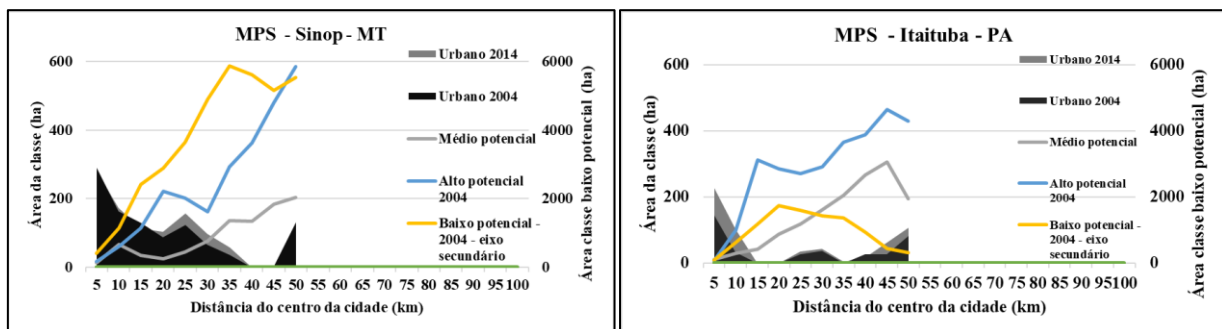 MPS - Sinop - MT
600
400
200
0
6000
4000
2000
0
Área da classe (ha)
Área classe baixo potencial (ha)
Urbano 2014
Urbano 2004
Médio potencial
Alto potencial
2004
Baixo potencial -
2004 - eixo
secundário
5 10 15 20 25 30 35 40 45 50 55 60 65 70 75 80 85 90 95 100
Distância do centro da cidade (km)
MPS - Itaituba - PA
600
400
200
0
6000
4000
2000
0
Área da classe (ha)
Área classe baixo potencial (ha)
Urbano 2014
Urbano 2004
Médio potencial
Alto potencial
2004
Baixo potencial -
2004 - eixo
secundário
5 10 15 20 25 30 35 40 45 50 55 60 65 70 75 80 85 90 95 100
Distância do centro da cidade (km)